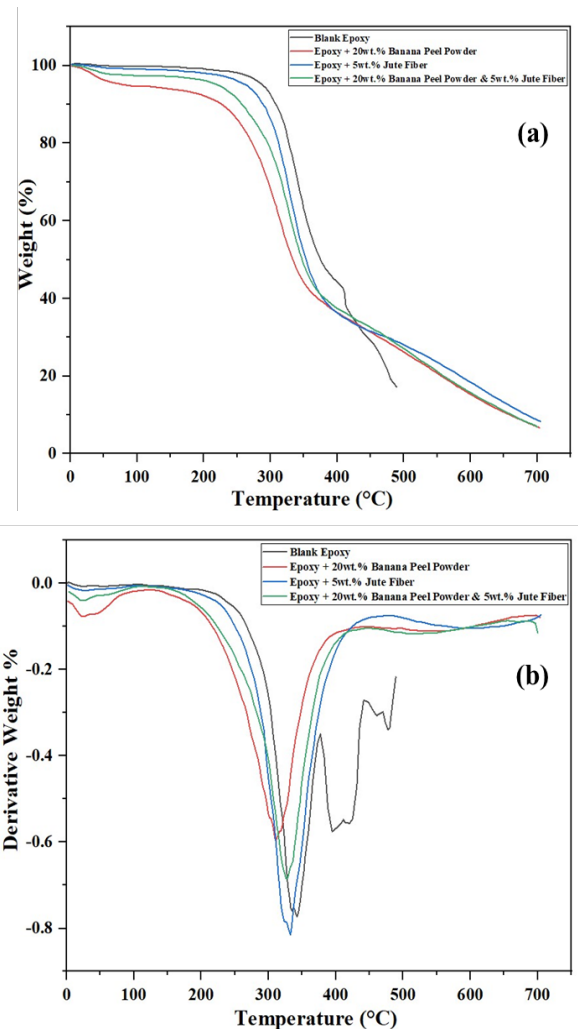 Blank Epoxy
Epoxy + 20wt.% Banana Peel Powder
Epoxy + 5wt.% Jute Fiber
Epoxy + 20wt.% Banana Peel Powder & 5wt.% Jute Fiber
(a)
Weight (%)
100
80
60
40
20
0
0 100 200 300 400 500 600 700
Temperature (°C)
Blank Epoxy
Epoxy + 20wt.% Banana Peel Powder
Epoxy + 5wt.% Jute Fiber
Epoxy + 20wt.% Banana Peel Powder & 5wt.% Jute Fiber
(b)
Derivative Weight %
0.0
-0.2
-0.4
-0.6
-0.8
0 100 200 300 400 500 600 700
Temperature (°C)